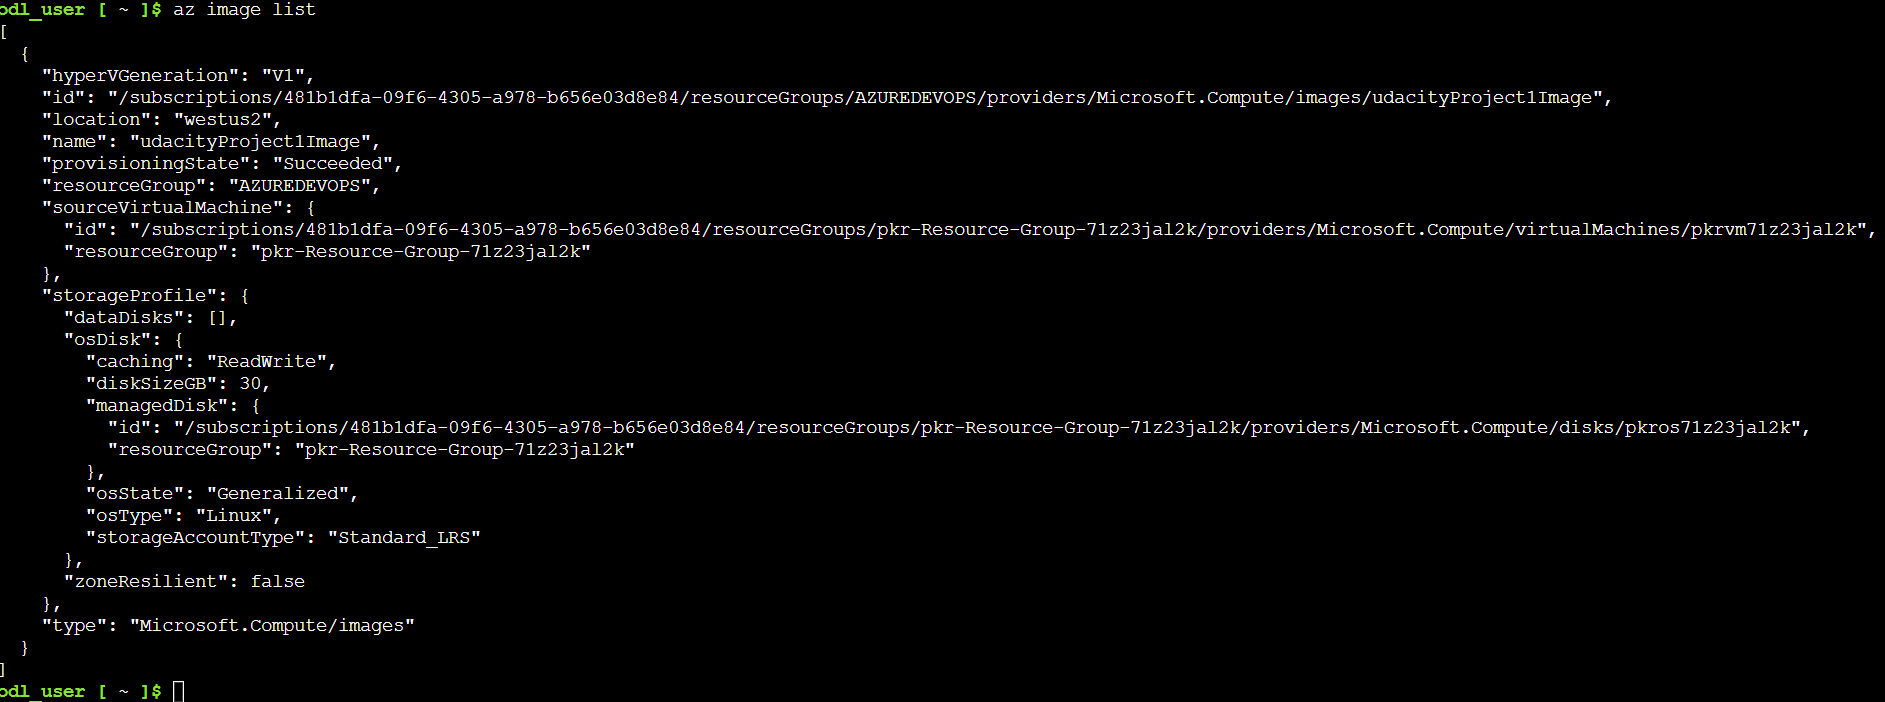 odl_user [ ~ ]$ az image list
[
  {
    "hyperVGeneration": "V1",
    "id": "/subscriptions/481b1dfa-09f6-4305-a978-b656e03d8e84/resourceGroups/AZUREDEVOPS/providers/Microsoft.Compute/images/udacityProject1Image",
    "location": "westus2",
    "name": "udacityProject1Image",
    "provisioningState": "Succeeded",
    "resourceGroup": "AZUREDEVOPS",
    "sourceVirtualMachine": {
      "id": "/subscriptions/481b1dfa-09f6-4305-a978-b656e03d8e84/resourceGroups/pkr-Resource-Group-71z23jal2k/providers/Microsoft.Compute/virtualMachines/pkrvm71z23jal2k",
      "resourceGroup": "pkr-Resource-Group-71z23jal2k"
    },
    "storageProfile": {
      "dataDisks": [],
      "osDisk": {
        "caching": "ReadWrite",
        "diskSizeGB": 30,
        "managedDisk": {
          "id": "/subscriptions/481b1dfa-09f6-4305-a978-b656e03d8e84/resourceGroups/pkr-Resource-Group-71z23jal2k/providers/Microsoft.Compute/disks/pkros71z23jal2k",
          "resourceGroup": "pkr-Resource-Group-71z23jal2k"
        },
        "osState": "Generalized",
        "osType": "Linux",
        "storageAccountType": "Standard_LRS"
      },
      "zoneResilient": false
    },
    "type": "Microsoft.Compute/images"
  }
]
odl_user [ ~ ]$